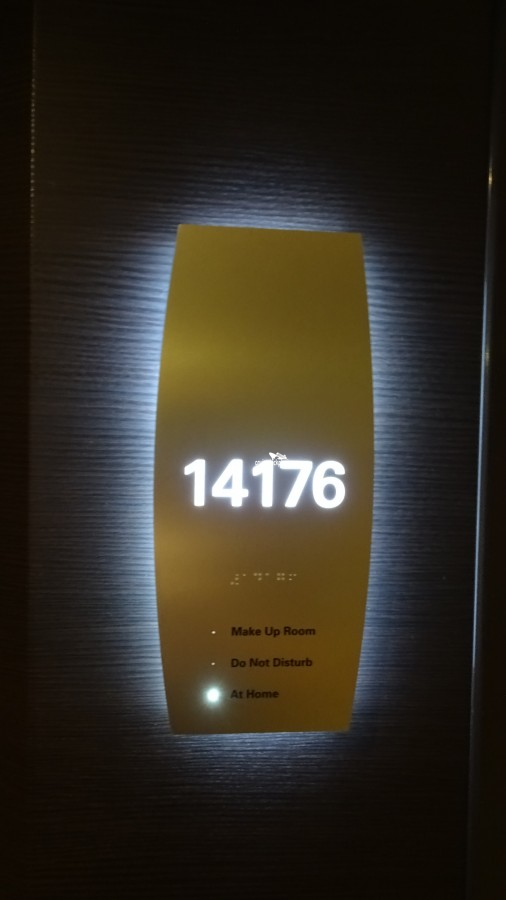 14176
Make Up Room
Do Not Disturb
At Home